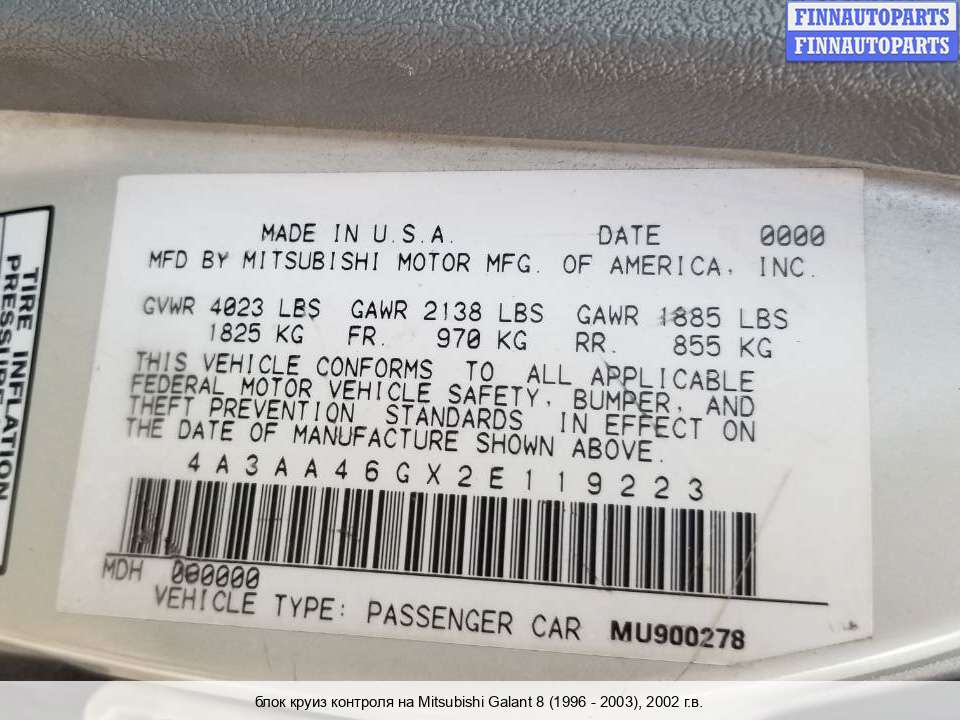 FINNAUTOPARTS
FINNAUTOPARTS
TIRE INFLATION
PRESSURE
MADE IN U.S.A. DATE 0000
MFD BY MITSUBISHI MOTOR MFG. OF AMERICA, INC.
GVWR 4023 LBS GAWR 2138 LBS GAWR 1885 LBS
1825 KG FR. 970 KG RR. 855 KG
THIS VEHICLE CONFORMS TO ALL APPLICABLE
FEDERAL MOTOR VEHICLE SAFETY, BUMPER, AND
THEFT PREVENTION STANDARDS IN EFFECT ON
THE DATE OF MANUFACTURE SHOWN ABOVE.
4A3AA46GX2E119223
MDH 000000
VEHICLE TYPE: PASSENGER CAR MU900278
блок круиз контроля на Mitsubishi Galant 8 (1996 - 2003), 2002 г.в.